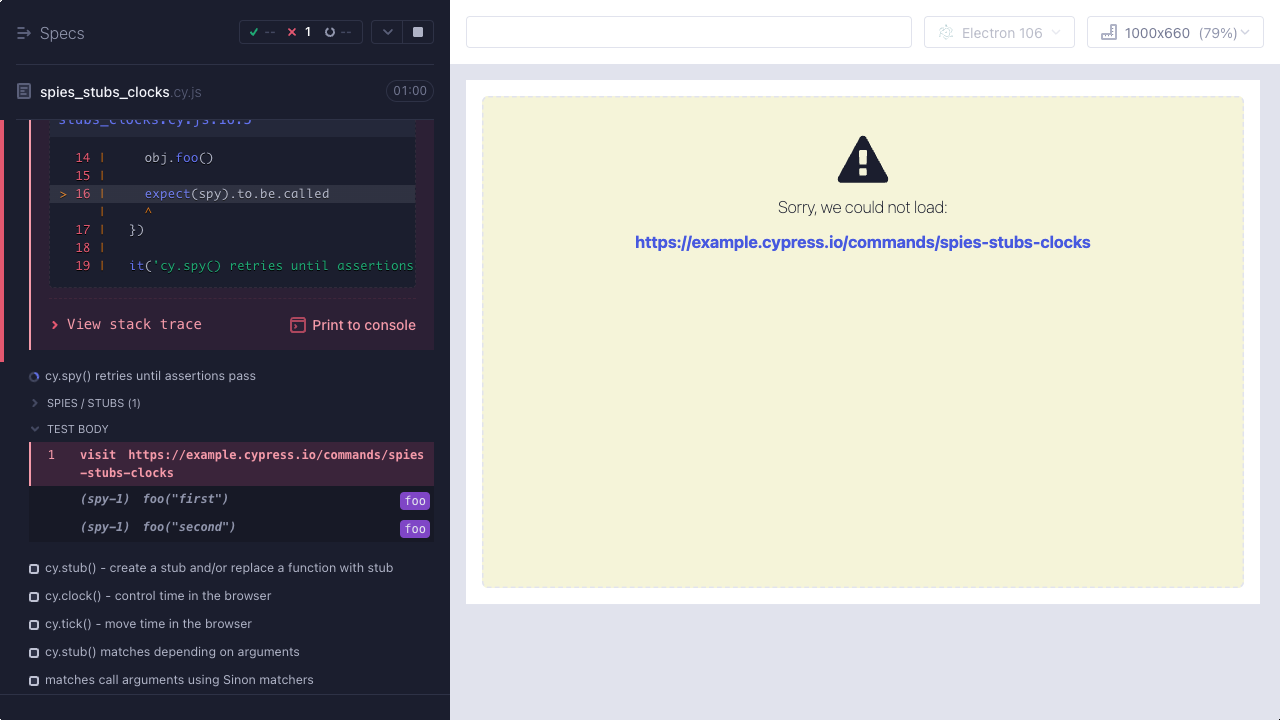 Specs
--
1
--
spies_stubs_clocks.cy.js
01:00
stubs_clocks.cy.js:16:5
14 | obj.foo()
15 |
> 16 | expect(spy).to.be.called
| ^
17 | })
18 |
19 | it('cy.spy() retries until assertions
View stack trace
Print to console
cy.spy() retries until assertions pass
SPIES / STUBS (1)
TEST BODY
1 visit https://example.cypress.io/commands/spies
-stubs-clocks
(spy-1) foo("first") foo
(spy-1) foo("second") foo
cy.stub() - create a stub and/or replace a function with stub
cy.clock() - control time in the browser
cy.tick() - move time in the browser
cy.stub() matches depending on arguments
matches call arguments using Sinon matchers
Electron 106
1000x660 (79%)
Sorry, we could not load:
https://example.cypress.io/commands/spies-stubs-clocks